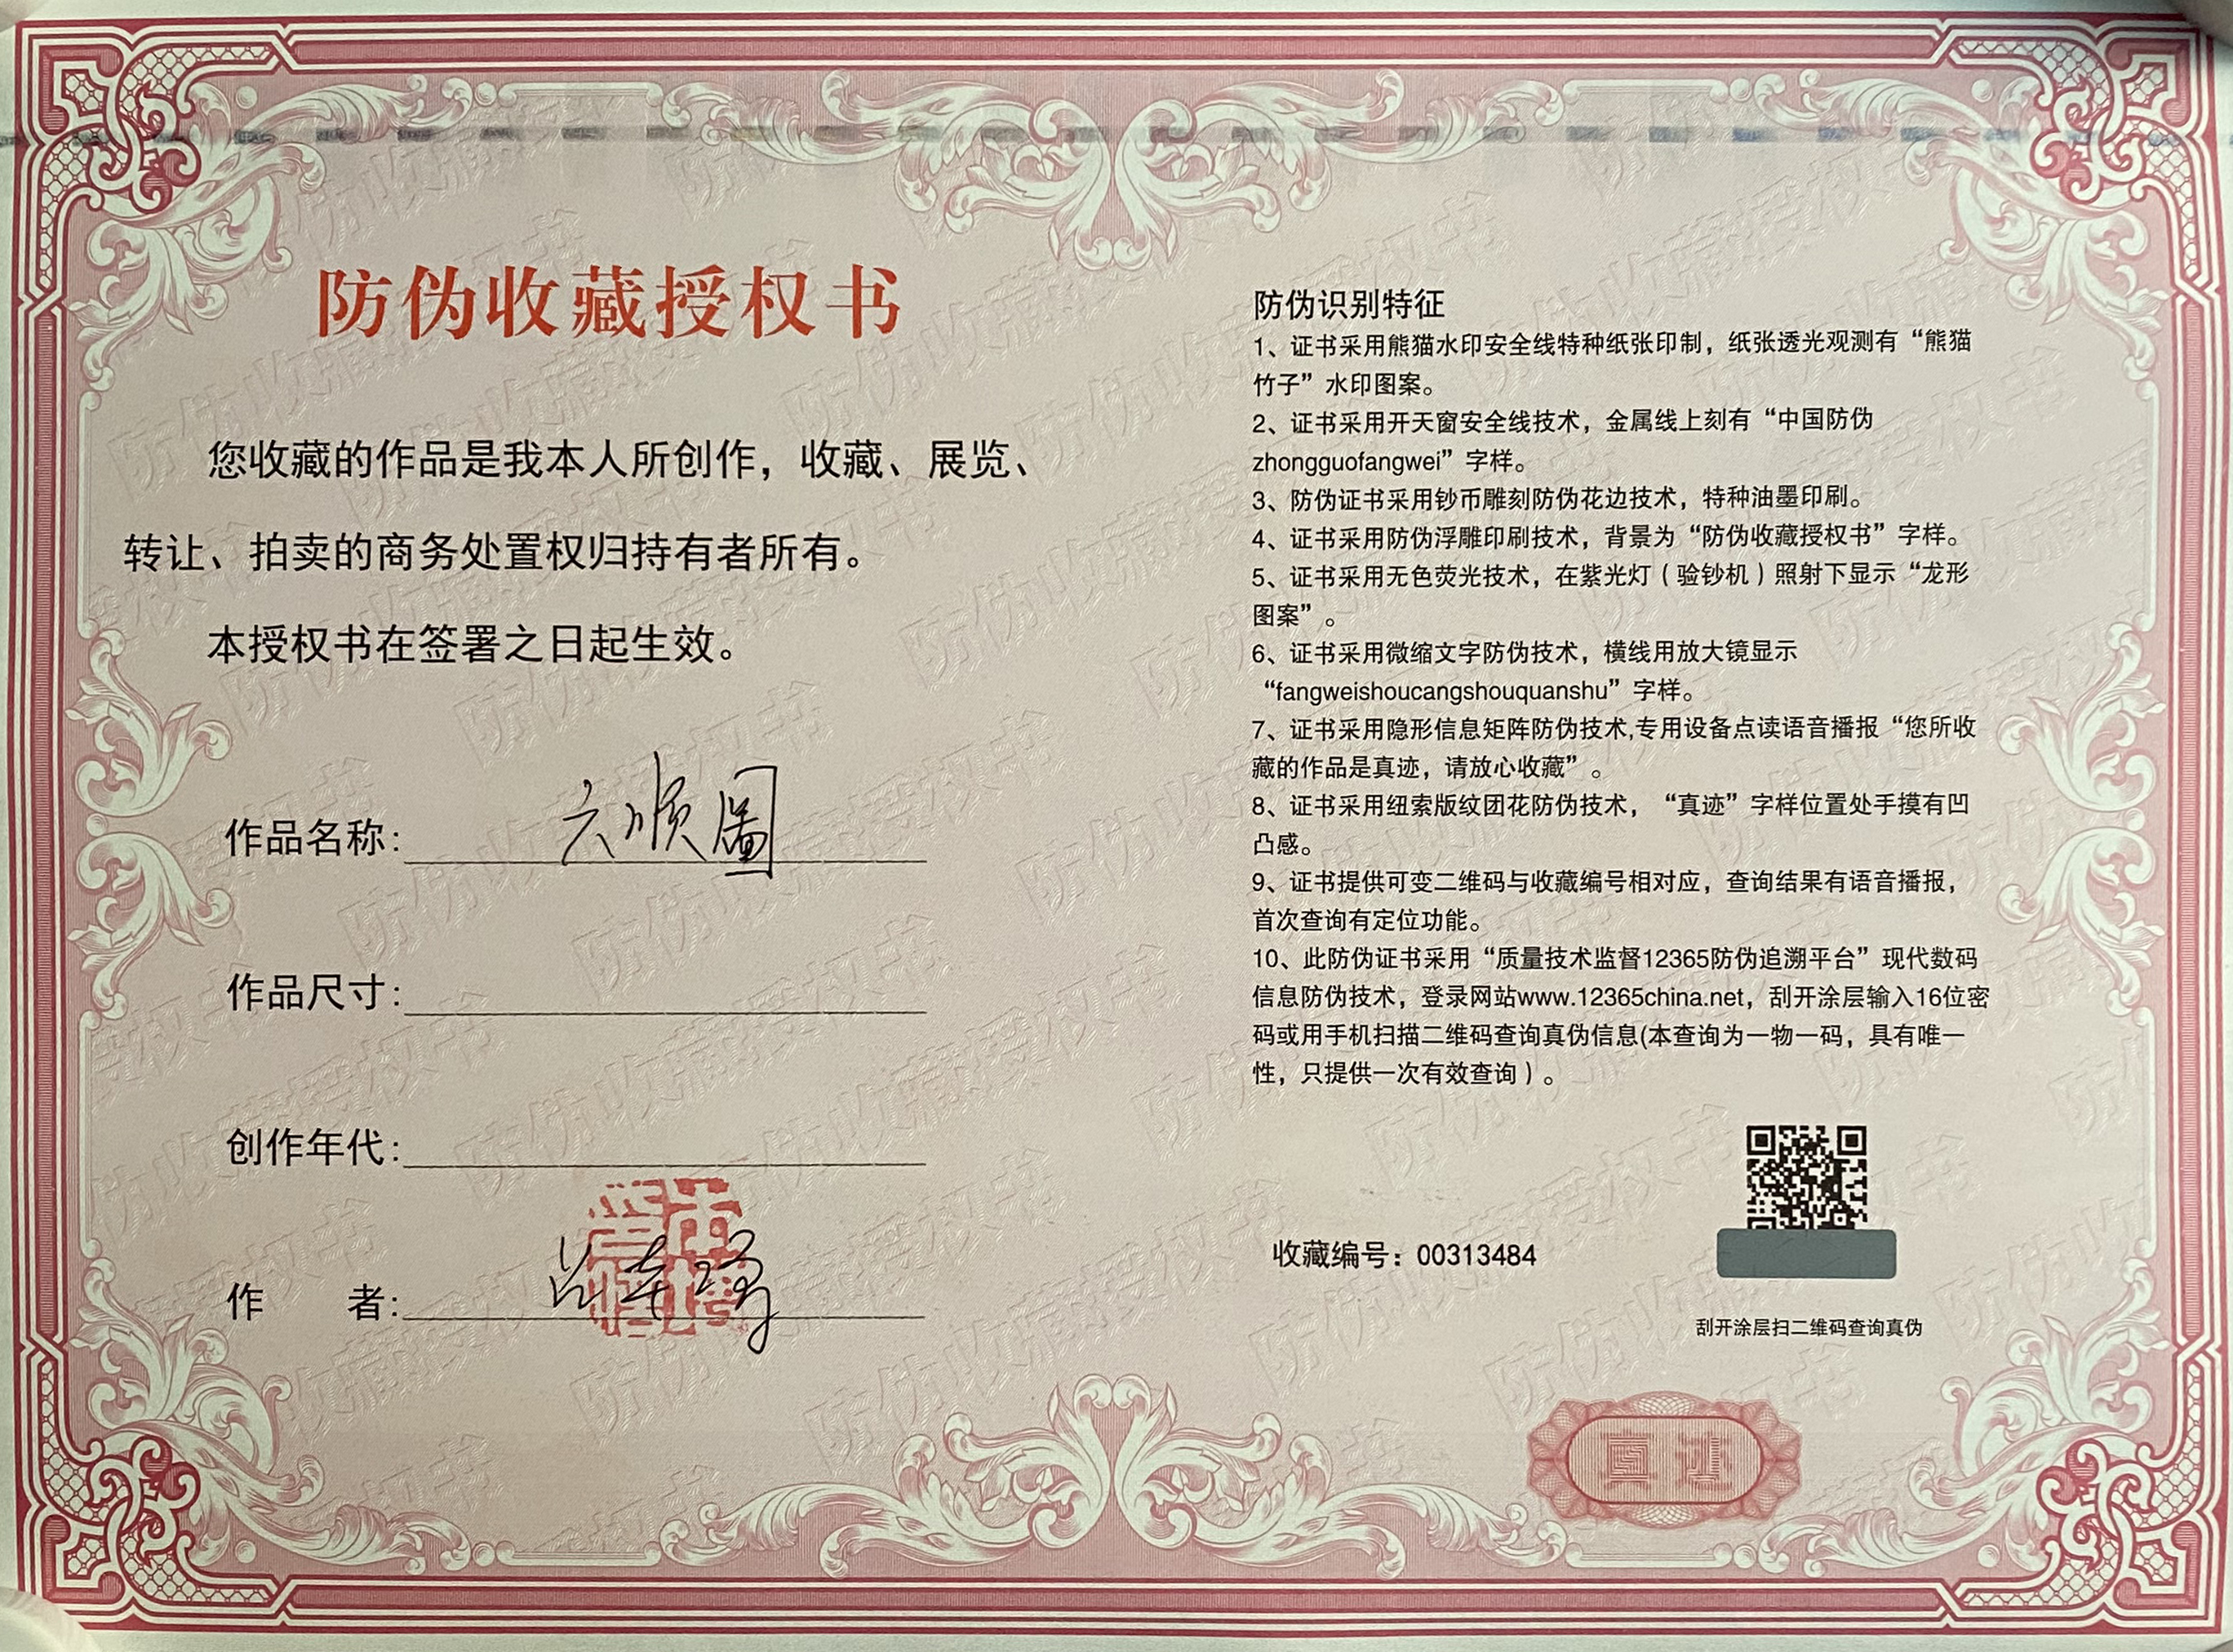 防伪收藏授权书
您收藏的作品是我本人所创作，收藏、展览、
转让、拍卖的商务处置权归持有者所有。
本授权书在签署之日起生效。
作品名称：六顺圖
作品尺寸：
创作年代：
作 者：
防伪识别特征
1、证书采用熊猫水印安全线特种纸张印制，纸张透光观测有“熊猫
竹子”水印图案。
2、证书采用开天窗安全线技术，金属线上刻有“中国防伪
zhongguofangwei”字样。
3、防伪证书采用钞币雕刻防伪花边技术，特种油墨印刷。
4、证书采用防伪浮雕印刷技术，背景为“防伪收藏授权书”字样。
5、证书采用无色荧光技术，在紫光灯（验钞机）照射下显示“龙形
图案”。
6、证书采用微缩文字防伪技术，横线用放大镜显示
“fangweishoucangshouquanshu”字样。
7、证书采用隐形信息矩阵防伪技术,专用设备点读语音播报“您所收
藏的作品是真迹，请放心收藏”。
8、证书采用纽索版纹团花防伪技术，“真迹”字样位置处手摸有凹
凸感。
9、证书提供可变二维码与收藏编号相对应，查询结果有语音播报，
首次查询有定位功能。
10、此防伪证书采用“质量技术监督12365防伪追溯平台”现代数码
信息防伪技术，登录网站www.12365china.net，刮开涂层输入16位密
码或用手机扫描二维码查询真伪信息(本查询为一物一码，具有唯一
性，只提供一次有效查询）。
收藏编号：00313484
刮开涂层扫二维码查询真伪
真迹